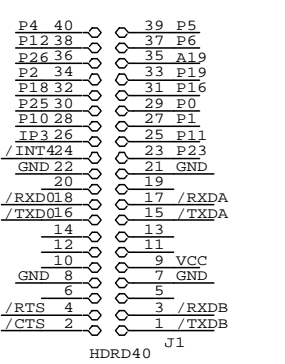 P4 40 39 P5
P12 38 37 P6
P26 36 35 A19
P2 34 33 P19
P18 32 31 P16
P25 30 29 P0
P10 28 27 P1
IP3 26 25 P11
/INT4 24 23 P23
GND 22 21 GND
20 19
/RXD0 18 17 /RXDA
/TXD0 16 15 /TXDA
14 13
12 11
10 9 VCC
GND 8 7 GND
6 5
/RTS 4 3 /RXDB
/CTS 2 1 /TXDB
J1
HDRD40